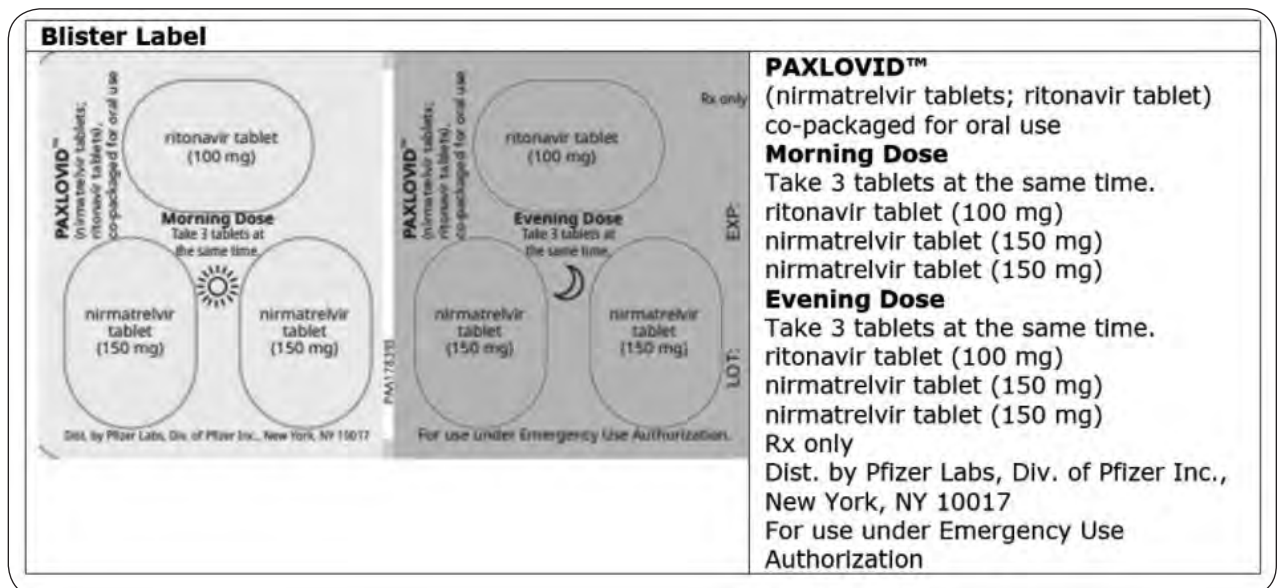 Blister Label
PAXLOVID™
(nirmatrelvir tablets;
ritonavir tablets),
co-packaged for oral use
ritonavir tablet
(100 mg)
Morning Dose
Take 3 tablets at
the same time.
nirmatrelvir
tablet
(150 mg)
nirmatrelvir
tablet
(150 mg)
Dist. by Pfizer Labs, Div. of Pfizer Inc., New York, NY 10017
PAXLOVID™
(nirmatrelvir tablets;
ritonavir tablets),
co-packaged for oral use
Rx only
ritonavir tablet
(100 mg)
Evening Dose
Take 3 tablets at
the same time.
EXP:
nirmatrelvir
tablet
(150 mg)
nirmatrelvir
tablet
(150 mg)
LOT:
For use under Emergency Use Authorization.
PAXLOVID™
(nirmatrelvir tablets; ritonavir tablet)
co-packaged for oral use
Morning Dose
Take 3 tablets at the same time.
ritonavir tablet (100 mg)
nirmatrelvir tablet (150 mg)
nirmatrelvir tablet (150 mg)
Evening Dose
Take 3 tablets at the same time.
ritonavir tablet (100 mg)
nirmatrelvir tablet (150 mg)
nirmatrelvir tablet (150 mg)
Rx only
Dist. by Pfizer Labs, Div. of Pfizer Inc.,
New York, NY 10017
For use under Emergency Use
Authorization